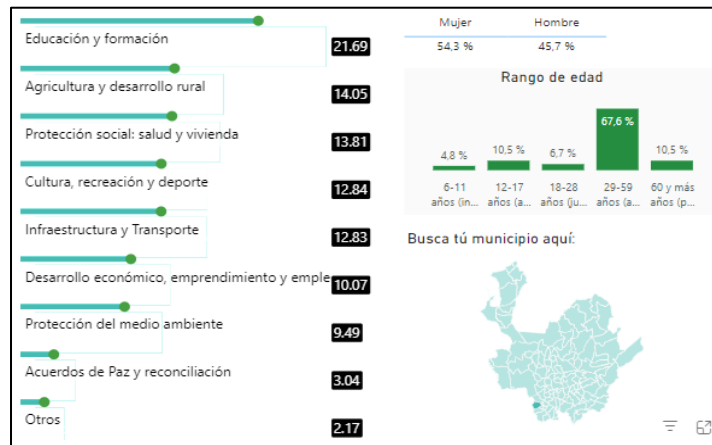 Educación y formación
21.69
Agricultura y desarrollo rural
14.05
Protección social: salud y vivienda
13.81
Cultura, recreación y deporte
12.84
Infraestructura y Transporte
12.83
Desarrollo económico, emprendimiento y emple
10.07
Protección del medio ambiente
9.49
Acuerdos de Paz y reconciliación
3.04
Otros
2.17
Mujer Hombre
54,3 % 45,7 %
Rango de edad
4,8 % 10,5 % 6,7 % 67,6 % 10,5 %
6-11 12-17 18-28 29-59 60 y más
años (in... años (a... años (ju... años (a... años (p...
Busca tú municipio aquí: